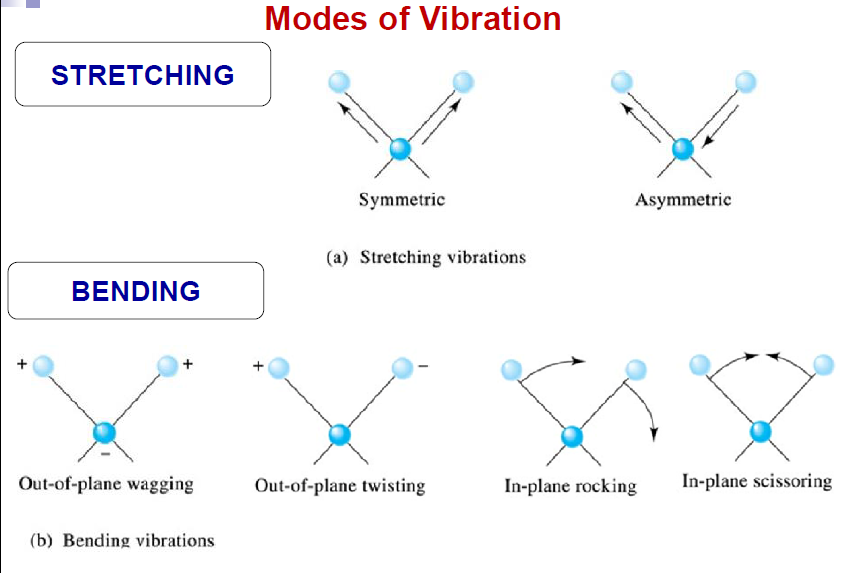 Modes of Vibration
STRETCHING
Symmetric
Asymmetric
(a) Stretching vibrations
BENDING
+ +
−
+ −
Out-of-plane wagging
Out-of-plane twisting
In-plane rocking
In-plane scissoring
(b) Bending vibrations